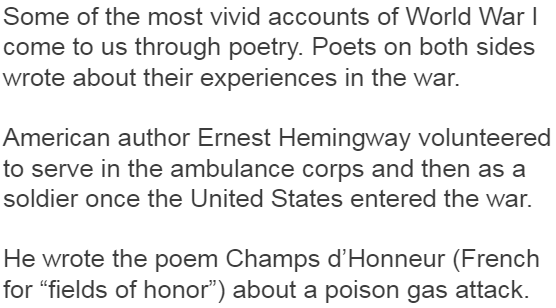 Some of the most vivid accounts of World War I
come to us through poetry. Poets on both sides
wrote about their experiences in the war.
American author Ernest Hemingway volunteered
to serve in the ambulance corps and then as a
soldier once the United States entered the war.
He wrote the poem Champs d’Honneur (French
for “fields of honor”) about a poison gas attack.